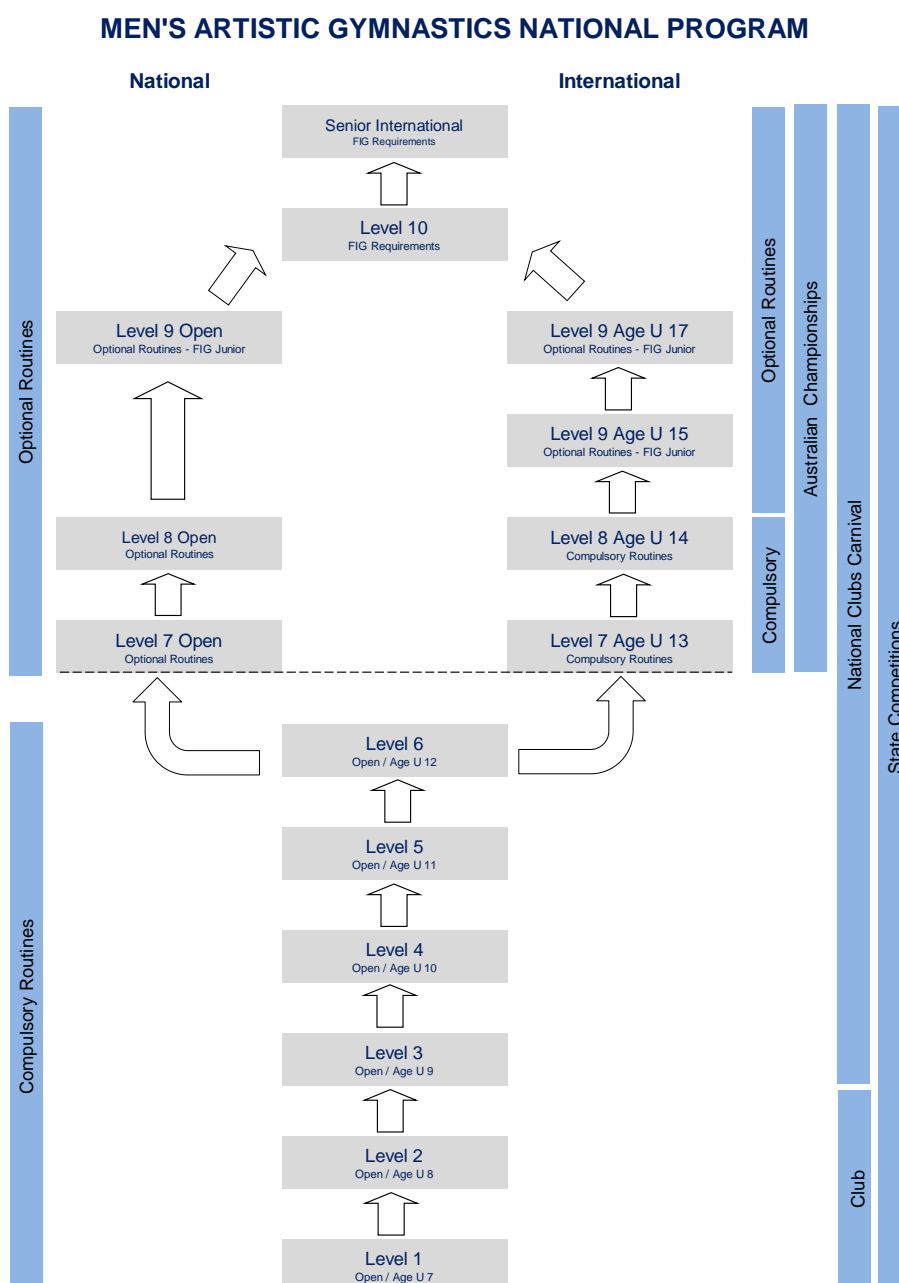 MEN'S ARTISTIC GYMNASTICS NATIONAL PROGRAM
National
International
Senior International
FIG Requirements
Level 10
FIG Requirements
Level 9 Open
Optional Routines - FIG Junior
Level 9 Age U 17
Optional Routines - FIG Junior
Level 9 Age U 15
Optional Routines - FIG Junior
Level 8 Open
Optional Routines
Level 8 Age U 14
Compulsory Routines
Level 7 Open
Optional Routines
Level 7 Age U 13
Compulsory Routines
Level 6
Open / Age U 12
Level 5
Open / Age U 11
Level 4
Open / Age U 10
Level 3
Open / Age U 9
Level 2
Open / Age U 8
Level 1
Open / Age U 7
Optional Routines
Compulsory Routines
Optional Routines
Compulsory
Australian Championships
National Clubs Carnival
Club
State Competitions